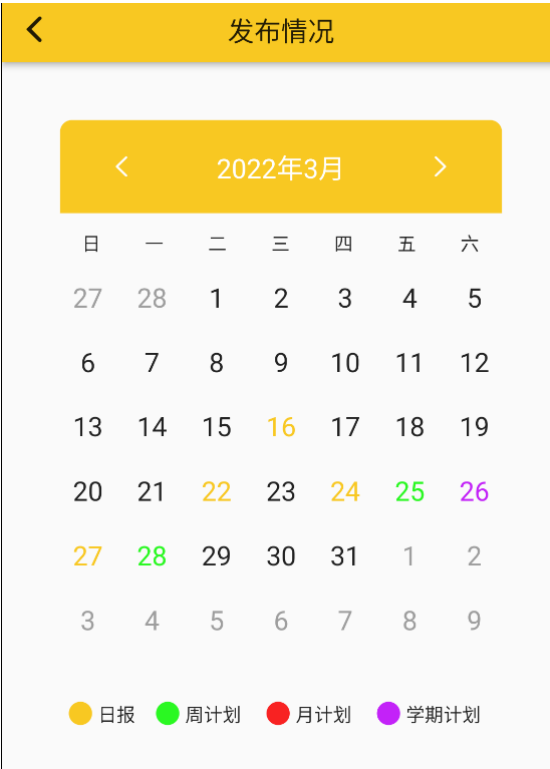 发布情况
2022年3月
日 一 二 三 四 五 六
27 28 1 2 3 4 5
6 7 8 9 10 11 12
13 14 15 16 17 18 19
20 21 22 23 24 25 26
27 28 29 30 31 1 2
3 4 5 6 7 8 9
日报 周计划 月计划 学期计划